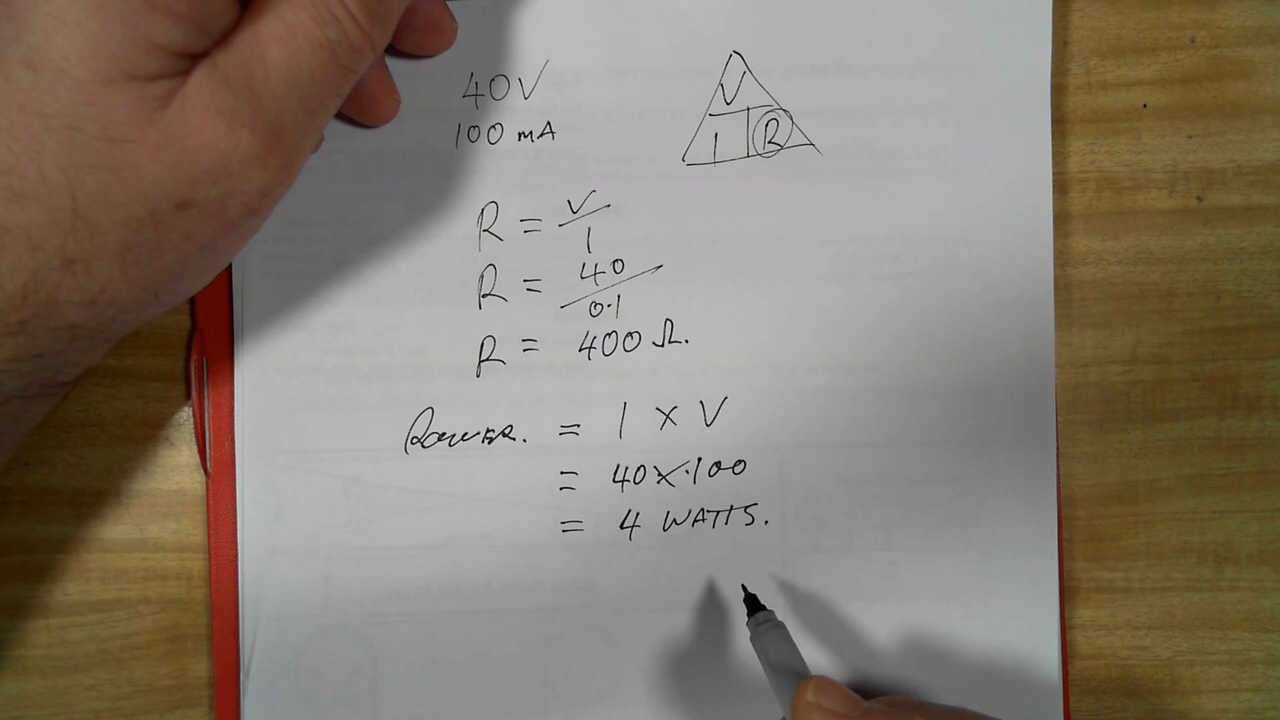 40V
100 mA
V
I R
R = V/I
R = 40/0.1
R = 400 Ω.
POWER. = I x V
= 40 x .100
= 4 WATTS.